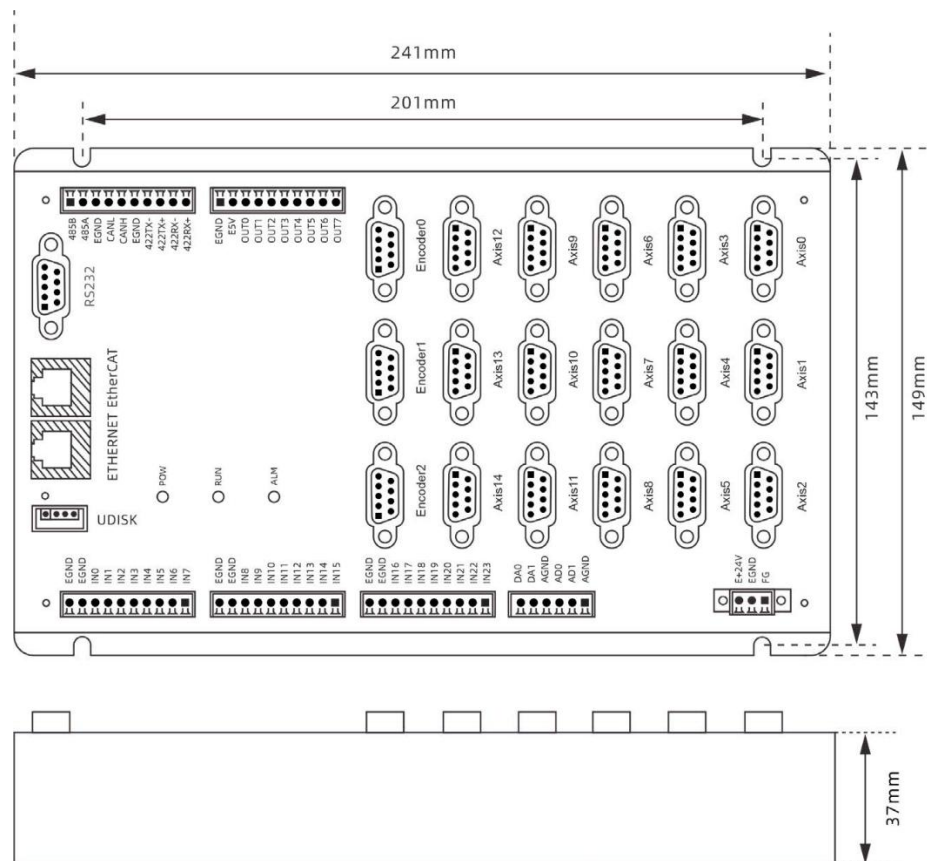 241mm
201mm
485B
485A
EGND
CANL
CANH
EGND
422TX-
422TX+
422RX-
422RX+
EGND
E5V
OUT0
OUT1
OUT2
OUT3
OUT4
OUT5
OUT6
OUT7
RS232
Encoder0
Axis12
Axis9
Axis6
Axis3
Axis0
EtherCAT
ETHERNET
Encoder1
Axis13
Axis10
Axis7
Axis4
Axis1
143mm
149mm
POW
RUN
ALM
UDISK
Encoder2
Axis14
Axis11
Axis8
Axis5
Axis2
EGND
EGND
IN0
IN1
IN2
IN3
IN4
IN5
IN6
IN7
EGND
EGND
IN8
IN9
IN10
IN11
IN12
IN13
IN14
IN15
EGND
EGND
IN16
IN17
IN18
IN19
IN20
IN21
IN22
IN23
DA0
DA1
AGND
AD0
AD1
AGND
E+24V
EGND
FG
37mm